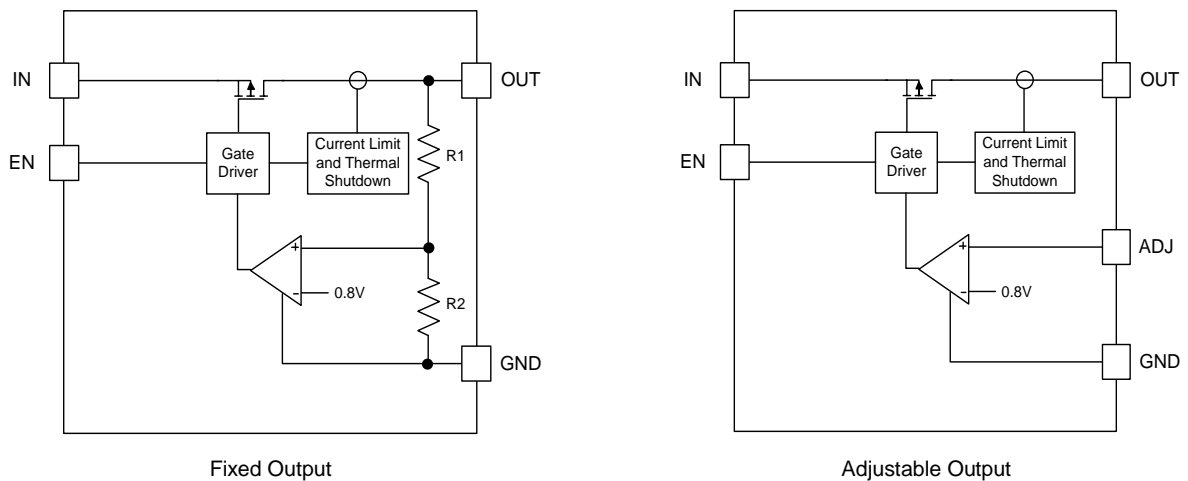 IN
OUT
EN
Gate
Driver
Current Limit
and Thermal
Shutdown
R1
+
-
0.8V
R2
GND
Fixed Output
IN
OUT
EN
Gate
Driver
Current Limit
and Thermal
Shutdown
ADJ
+
-
0.8V
GND
Adjustable Output